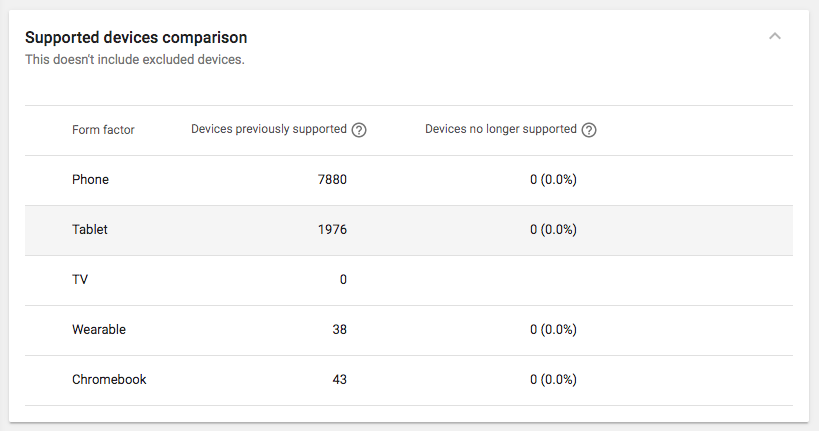 Supported devices comparison
This doesn't include excluded devices.
Form factor Devices previously supported ? Devices no longer supported ?
Phone 7880 0 (0.0%)
Tablet 1976 0 (0.0%)
TV 0
Wearable 38 0 (0.0%)
Chromebook 43 0 (0.0%)